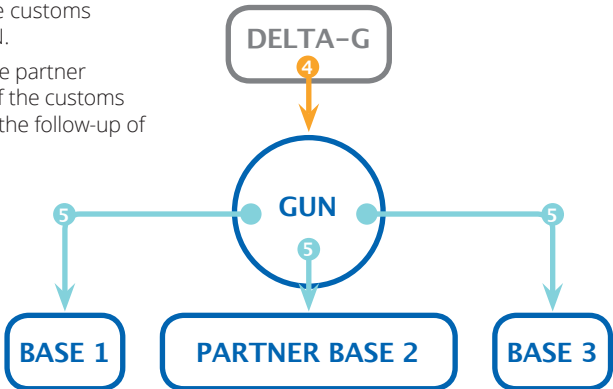 e customs
N.
e partner
f the customs
the follow-up of
DELTA-G
4
GUN
5
5
5
BASE 1
PARTNER BASE 2
BASE 3